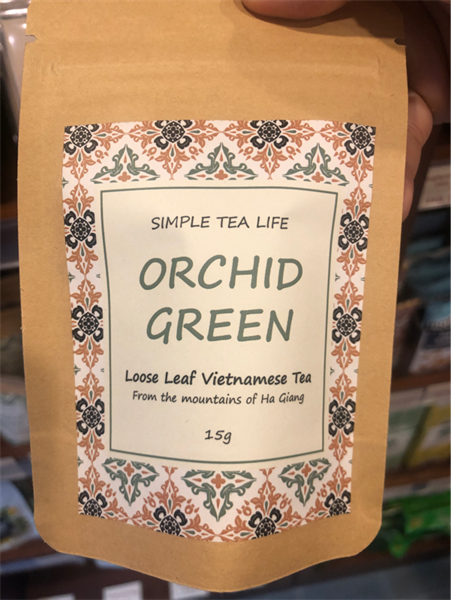 SIMPLE TEA LIFE
ORCHID
GREEN
Loose Leaf Vietnamese Tea
From the mountains of Ha Giang
15g